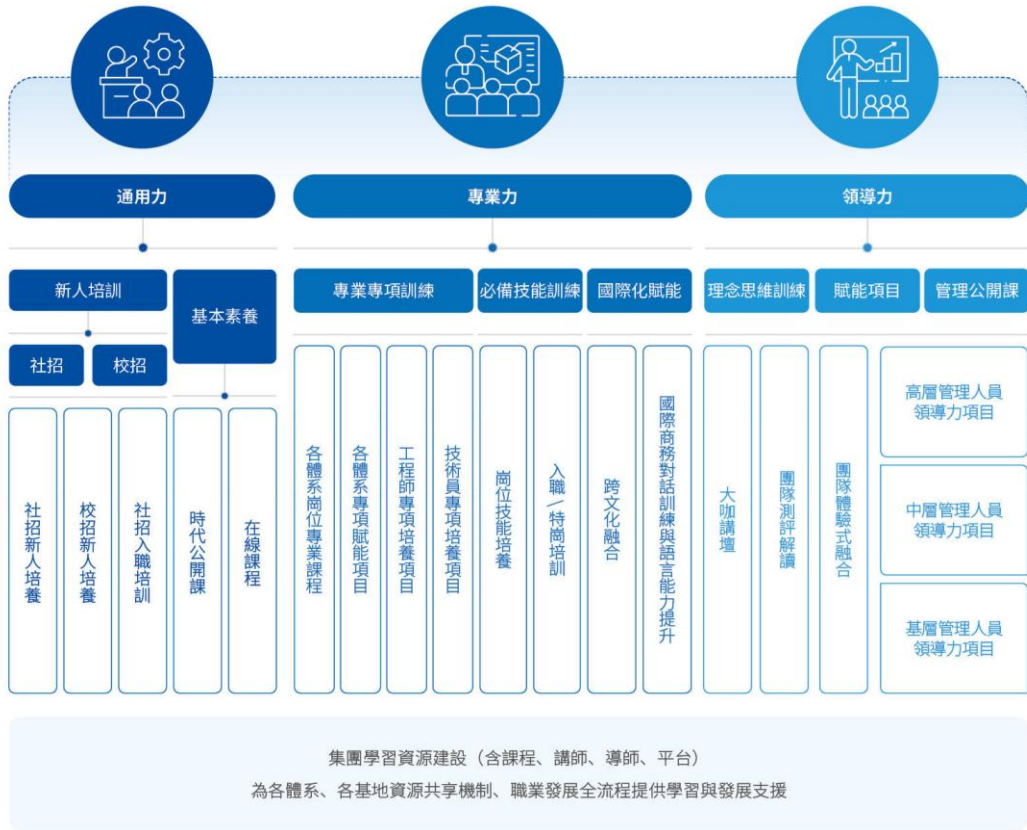 通用力
專業力
領導力
新人培訓
基本素養
專業專項訓練
必備技能訓練
國際化賦能
理念思維訓練
賦能項目
管理公開課
社招
校招
社招新人培養
校招新人培養
社招入職培訓
時代公開課
在線課程
各體系崗位專業課程
各體系專項賦能項目
工程師專項培養項目
技術員專項培養項目
崗位技能培養
入職/特崗培訓
跨文化融合
國際商務對話訓練與語言能力提升
大咖講壇
團隊測評解讀
團隊體驗式融合
高層管理人員
領導力項目
中層管理人員
領導力項目
基層管理人員
領導力項目
集團學習資源建設（含課程、講師、導師、平台）
為各體系、各基地資源共享機制、職業發展全流程提供學習與發展支援